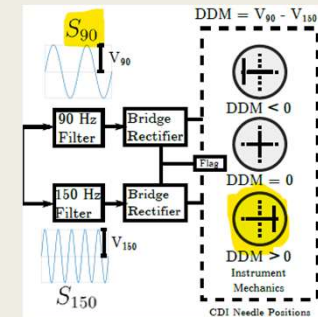 S90
DDM = V90 - V150
V90
DDM < 0
90 Hz
Filter
Bridge
Rectifier
Flag
DDM = 0
150 Hz
Filter
Bridge
Rectifier
V150
DDM > 0
Instrument
Mechanics
S150
CDI Needle Positions